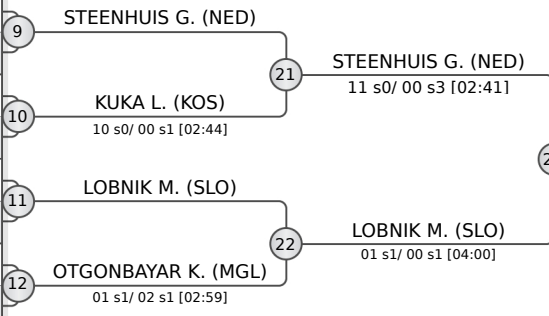 STEENHUIS G. (NED)
9
21
STEENHUIS G. (NED)
11 s0/ 00 s3 [02:41]
KUKA L. (KOS)
10
10 s0/ 00 s1 [02:44]
LOBNIK M. (SLO)
11
22
LOBNIK M. (SLO)
01 s1/ 00 s1 [04:00]
OTGONBAYAR K. (MGL)
12
01 s1/ 02 s1 [02:59]